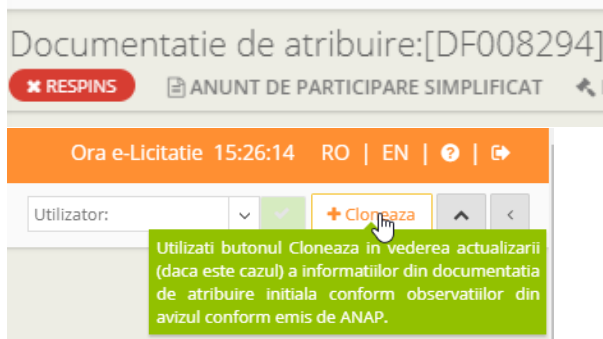 Documentatie de atribuire:[DF008294]
RESPINS ANUNT DE PARTICIPARE SIMPLIFICAT
Ora e-Licitatie 15:26:14 RO | EN | ? |
Utilizator: + Cloneaza
Utilizati butonul Cloneaza in vederea actualizarii
(daca este cazul) a informatiilor din documentatia
de atribuire initiala conform observatiilor din
avizul conform emis de ANAP.